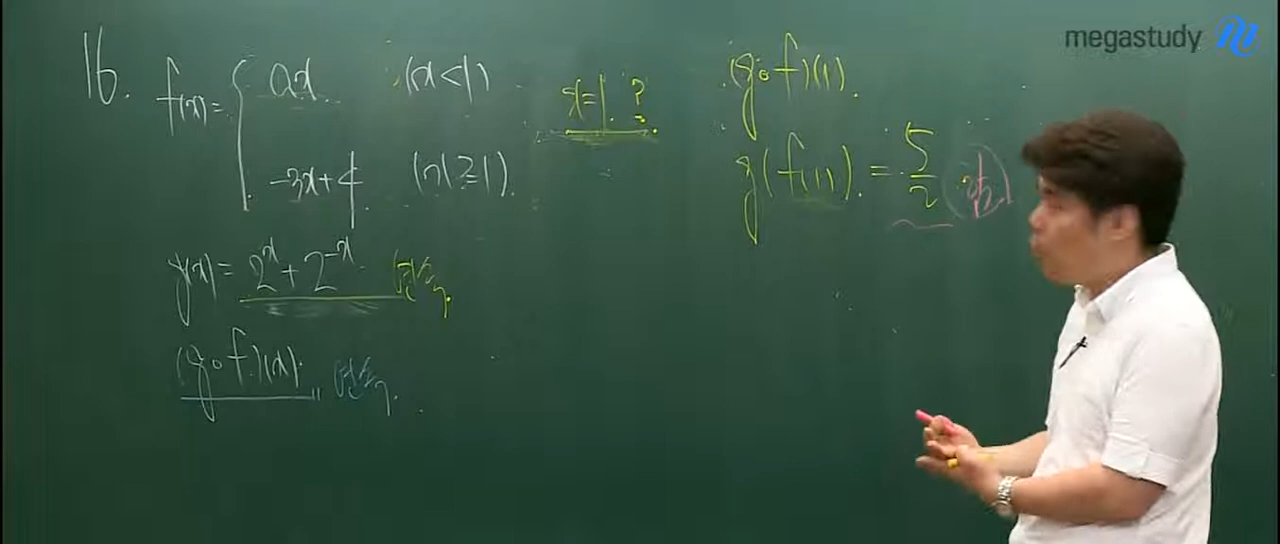 megastudy
16.
f(x)= { ax (x<1)
-3x+4 (x≥1).
x=1 ?
g(x)= 2^x + 2^-x 연속.
(g∘f)(x) 연속.
(g∘f)(1).
g(f(1)) = 5/2